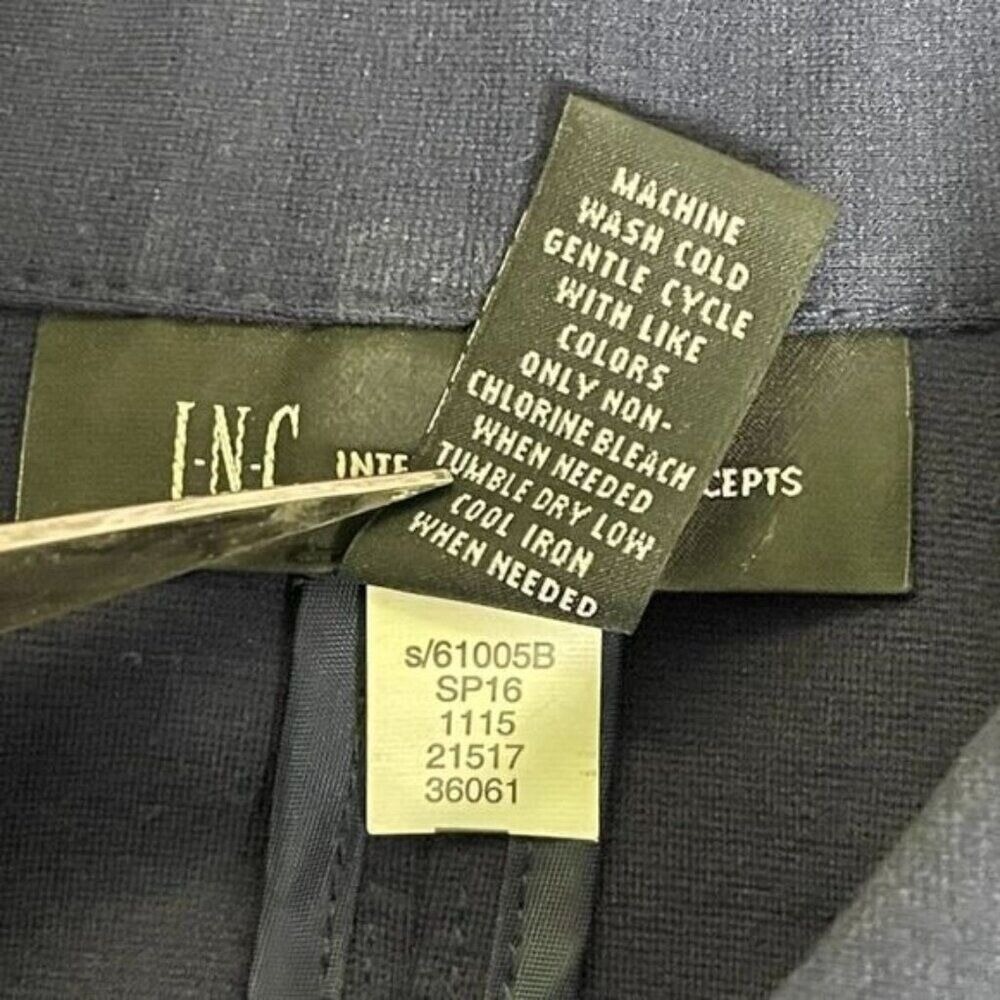 MACHINE
WASH COLD
GENTLE CYCLE
WITH LIKE
COLORS
ONLY NON-
CHLORINE BLEACH
WHEN NEEDED
TUMBLE DRY LOW
COOL IRON
WHEN NEEDED
I·N·C INTE CEPTS
s/61005B
SP16
1115
21517
36061